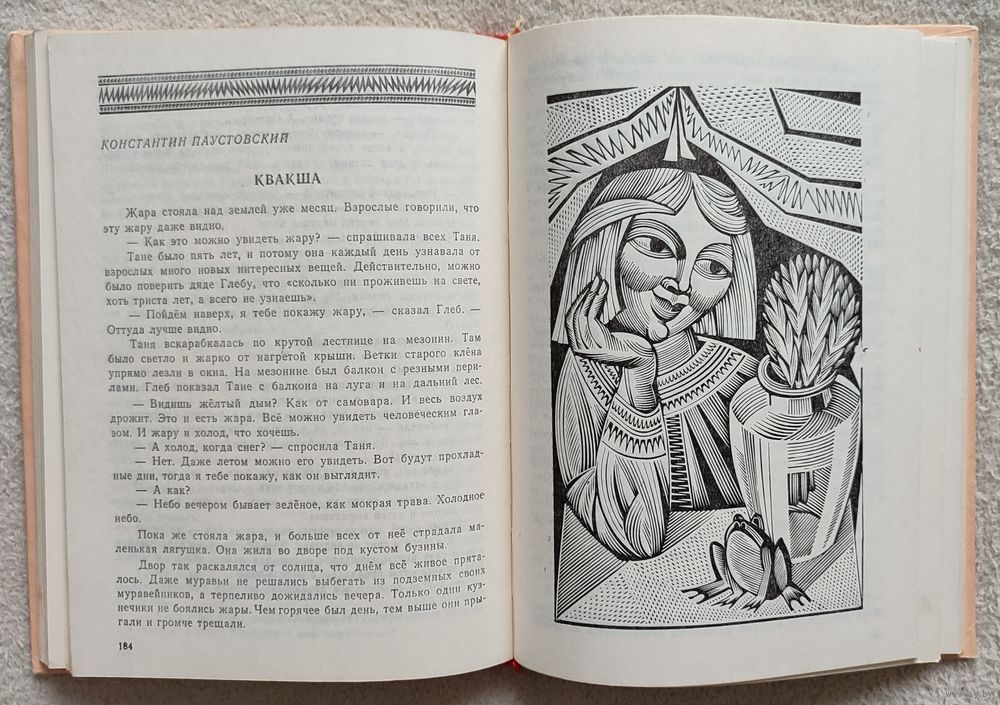 КОНСТАНТИН ПАУСТОВСКИЙ
КВАКША
Жара стояла над землей уже месяц. Взрослые говорили, что
эту жару даже видно.
— Как это можно увидеть жару? — спрашивала всех Таня.
Тане было пять лет, и потому она каждый день узнавала от
взрослых много новых интересных вещей. Действительно, можно
было поверить дяде Глебу, что «сколько ни проживешь на свете,
хоть триста лет, а всего не узнаешь».
— Пойдём наверх, я тебе покажу жару, — сказал Глеб. —
Оттуда лучше видно.
Таня вскарабкалась по крутой лестнице на мезонин. Там
было светло и жарко от нагретой крыши. Ветки старого клёна
упрямо лезли в окна. На мезонине был балкон с резными пери-
лами. Глеб показал Тане с балкона на луга и на дальний лес.
— Видишь жёлтый дым? Как от самовара. И весь воздух
дрожит. Это и есть жара. Всё можно увидеть человеческим гла-
зом. И жару и холод, что хочешь.
— А холод, когда снег? — спросила Таня.
— Нет. Даже летом можно его увидеть. Вот будут прохлад-
ные дни, тогда я тебе покажу, как он выглядит.
— А как?
— Небо вечером бывает зелёное, как мокрая трава. Холодное
небо.
Пока же стояла жара, и больше всех от неё страдала ма-
ленькая лягушка. Она жила во дворе под кустом бузины.
Двор так раскалялся от солнца, что днём всё живое прята-
лось. Даже муравьи не решались выбегать из подземных своих
муравейников, а терпеливо дожидались вечера. Только одни куз-
нечики не боялись жары. Чем горячее был день, тем выше они пры-
гали и громче трещали.
184
www.ay.by